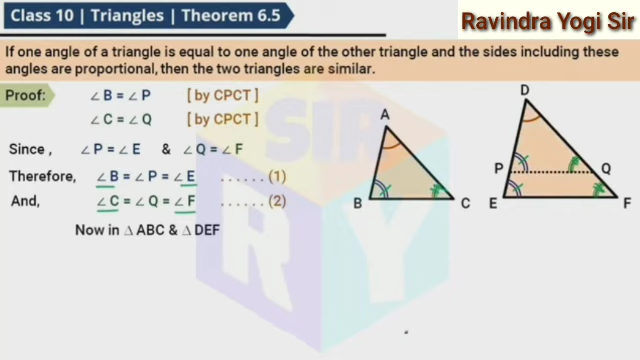 Class 10 | Triangles | Theorem 6.5
Ravindra Yogi Sir
If one angle of a triangle is equal to one angle of the other triangle and the sides including these
angles are proportional, then the two triangles are similar.
Proof: ∠B = ∠P [ by CPCT ]
∠C = ∠Q [ by CPCT ]
Since , ∠P = ∠E & ∠Q = ∠F
Therefore, ∠B = ∠P = ∠E ...... (1)
And, ∠C = ∠Q = ∠F ...... (2)
Now in Δ ABC & Δ DEF
A
B
C
D
P
Q
E
F
SIR
RY